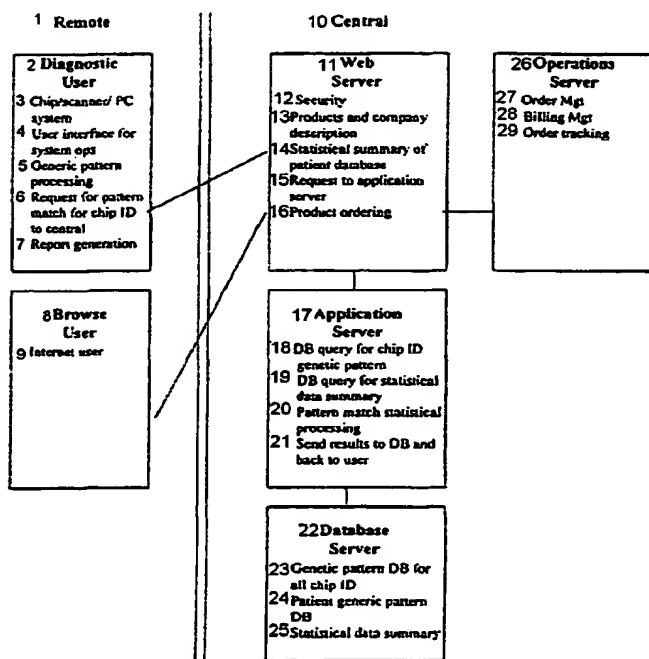 1 Remote
10 Central
2 Diagnostic
User
3 Chip/scanner/ PC
system
4 User interface for
system ops
5 Generic pattern
processing
6 Request for pattern
match for chip ID
to central
7 Report generation
8 Browse
User
9 Internet user
11 Web
Server
12 Security
13 Products and company
description
14 Statistical summary of
patient database
15 Request to application
server
16 Product ordering
26 Operations
Server
27 Order Mgt
28 Billing Mgt
29 Order tracking
17 Application
Server
18 DB query for chip ID
genetic pattern
19 DB query for statistical
data summary
20 Pattern match statistical
processing
21 Send results to DB and
back to user
22 Database
Server
23 Genetic pattern DB for
all chip ID
24 Patient generic pattern
DB
25 Statistical data summary